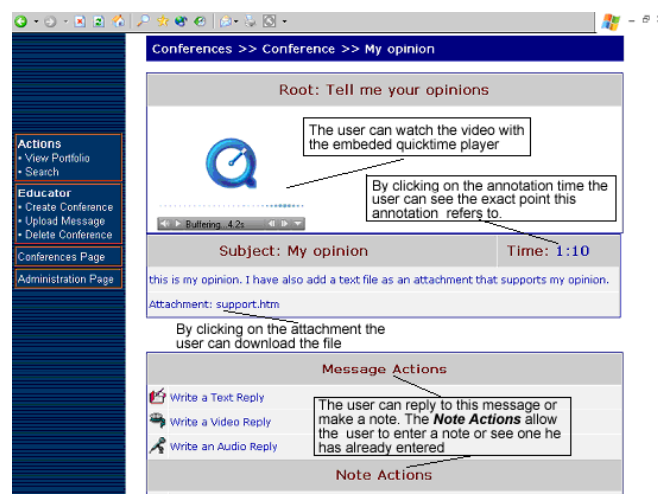 Conferences >> Conference >> My opinion
Root: Tell me your opinions
The user can watch the video with
the embeded quicktime player
Actions
• View Portfolio
• Search
By clicking on the annotation time the
user can see the exact point this
annotation refers to.
Educator
• Create Conference
• Upload Message
• Delete Conference
Buffering...4.2s
Conferences Page
Subject: My opinion
Time: 1:10
Administration Page
this is my opinion. I have also add a text file as an attachment that supports my opinion.
Attachment: support.htm
By clicking on the attachment the
user can download the file
Message Actions
Write a Text Reply
Write a Video Reply
Write an Audio Reply
The user can reply to this message or
make a note. The Note Actions allow
the user to enter a note or see one he
has already entered
Note Actions